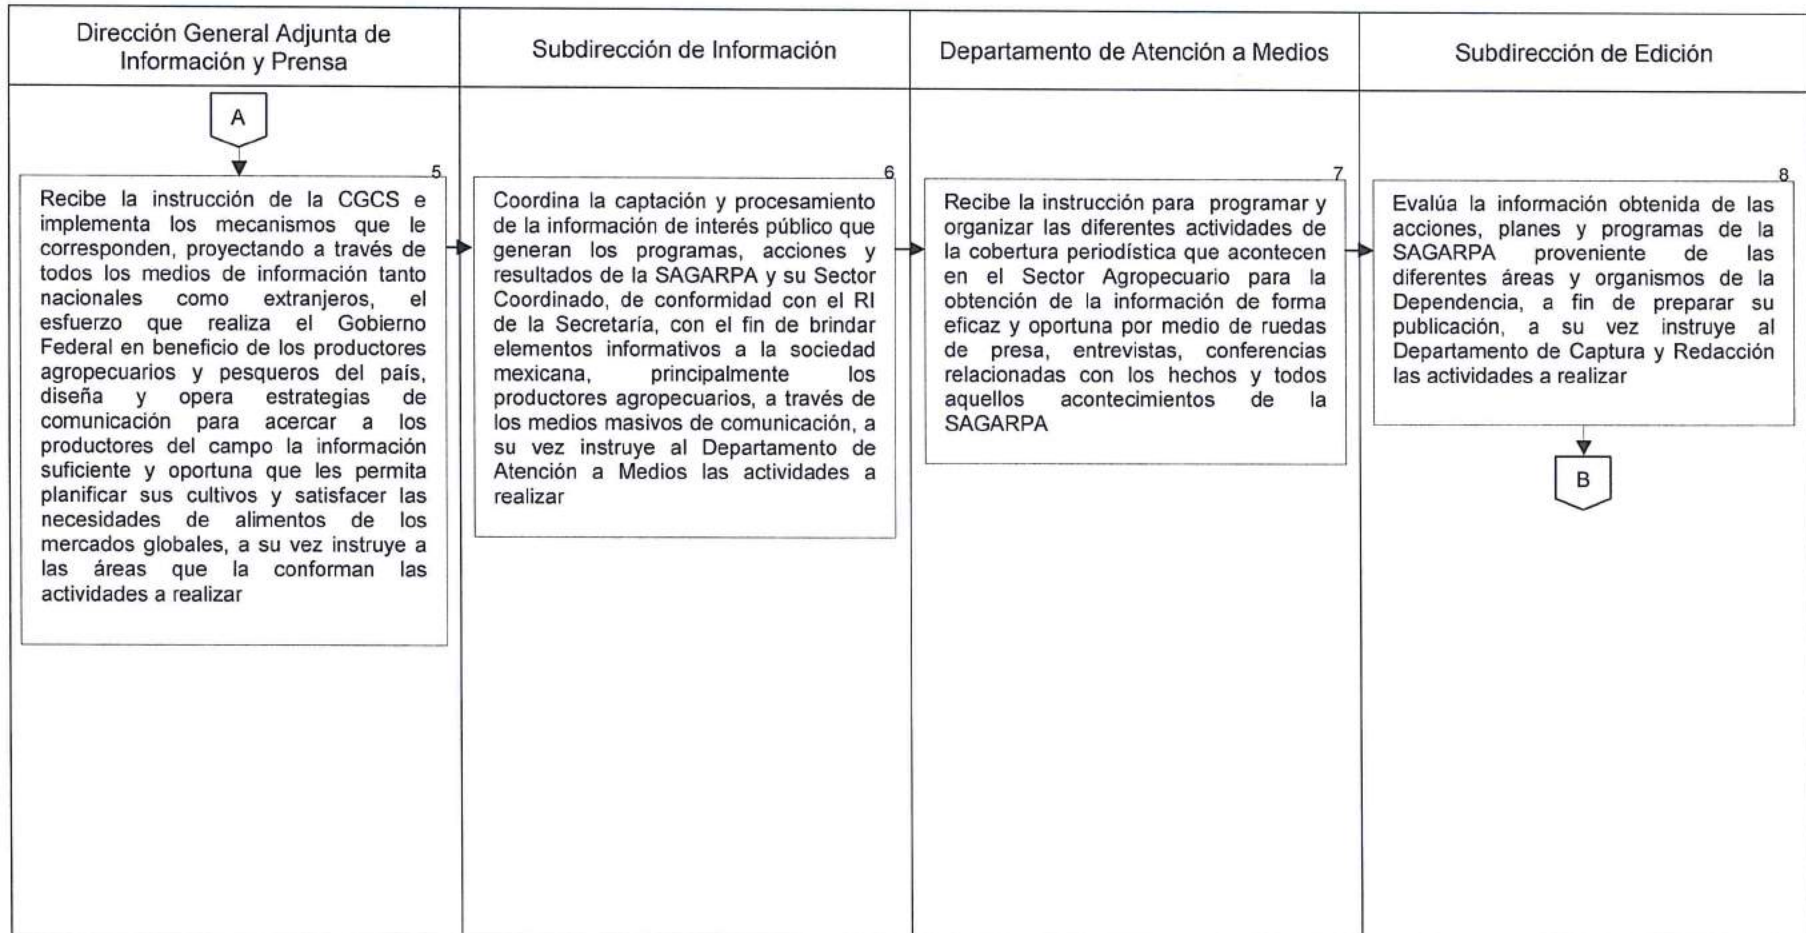 Dirección General Adjunta de
Información y Prensa
Subdirección de Información
Departamento de Atención a Medios
Subdirección de Edición
A
5
Recibe la instrucción de la CGCS e
implementa los mecanismos que le
corresponden, proyectando a través de
todos los medios de información tanto
nacionales como extranjeros, el
esfuerzo que realiza el Gobierno
Federal en beneficio de los productores
agropecuarios y pesqueros del país,
diseña y opera estrategias de
comunicación para acercar a los
productores del campo la información
suficiente y oportuna que les permita
planificar sus cultivos y satisfacer las
necesidades de alimentos de los
mercados globales, a su vez instruye a
las áreas que la conforman las
actividades a realizar
6
Coordina la captación y procesamiento
de la información de interés público que
generan los programas, acciones y
resultados de la SAGARPA y su Sector
Coordinado, de conformidad con el RI
de la Secretaría, con el fin de brindar
elementos informativos a la sociedad
mexicana, principalmente los
productores agropecuarios, a través de
los medios masivos de comunicación, a
su vez instruye al Departamento de
Atención a Medios las actividades a
realizar
7
Recibe la instrucción para programar y
organizar las diferentes actividades de
la cobertura periodística que acontecen
en el Sector Agropecuario para la
obtención de la información de forma
eficaz y oportuna por medio de ruedas
de presa, entrevistas, conferencias
relacionadas con los hechos y todos
aquellos acontecimientos de la
SAGARPA
8
Evalúa la información obtenida de las
acciones, planes y programas de la
SAGARPA proveniente de las
diferentes áreas y organismos de la
Dependencia, a fin de preparar su
publicación, a su vez instruye al
Departamento de Captura y Redacción
las actividades a realizar
B